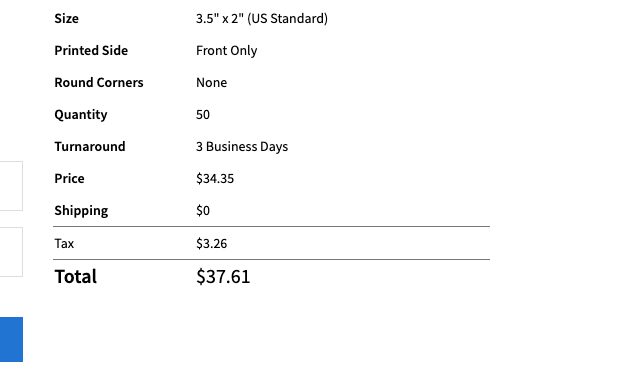 Size 3.5" x 2" (US Standard)
Printed Side Front Only
Round Corners None
Quantity 50
Turnaround 3 Business Days
Price $34.35
Shipping $0
Tax $3.26
Total $37.61